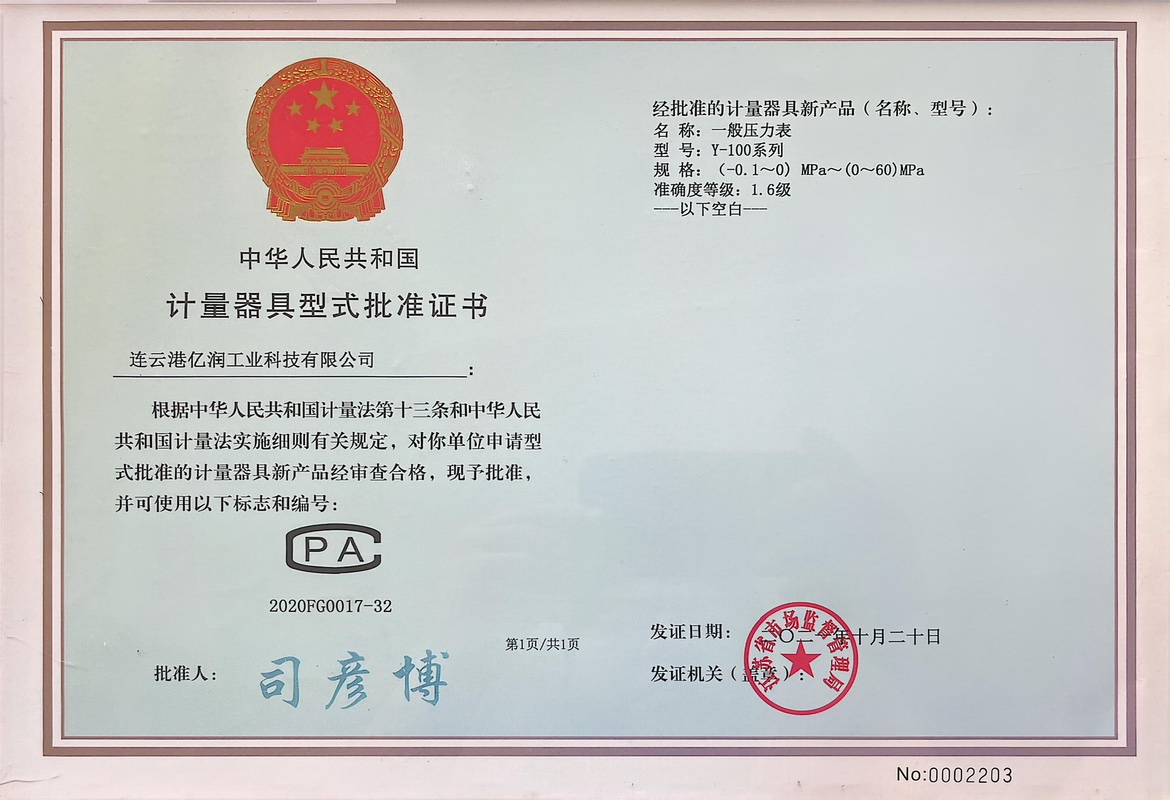 中华人民共和国
计量器具型式批准证书
连云港亿润工业科技有限公司：
根据中华人民共和国计量法第十三条和中华人民
共和国计量法实施细则有关规定，对你单位申请型
式批准的计量器具新产品经审查合格，现予批准，
并可使用以下标志和编号：
CPA
2020FG0017-32
批准人：司彦博
第1页/共1页
经批准的计量器具新产品（名称、型号）：
名 称：一般压力表
型 号：Y-100系列
规 格：（-0.1～0) MPa～(0～60)MPa
准确度等级：1.6级
---以下空白---
发证日期：二〇二 年十月二十日
发证机关（盖章）：
江苏省市场监督管理局
No:0002203